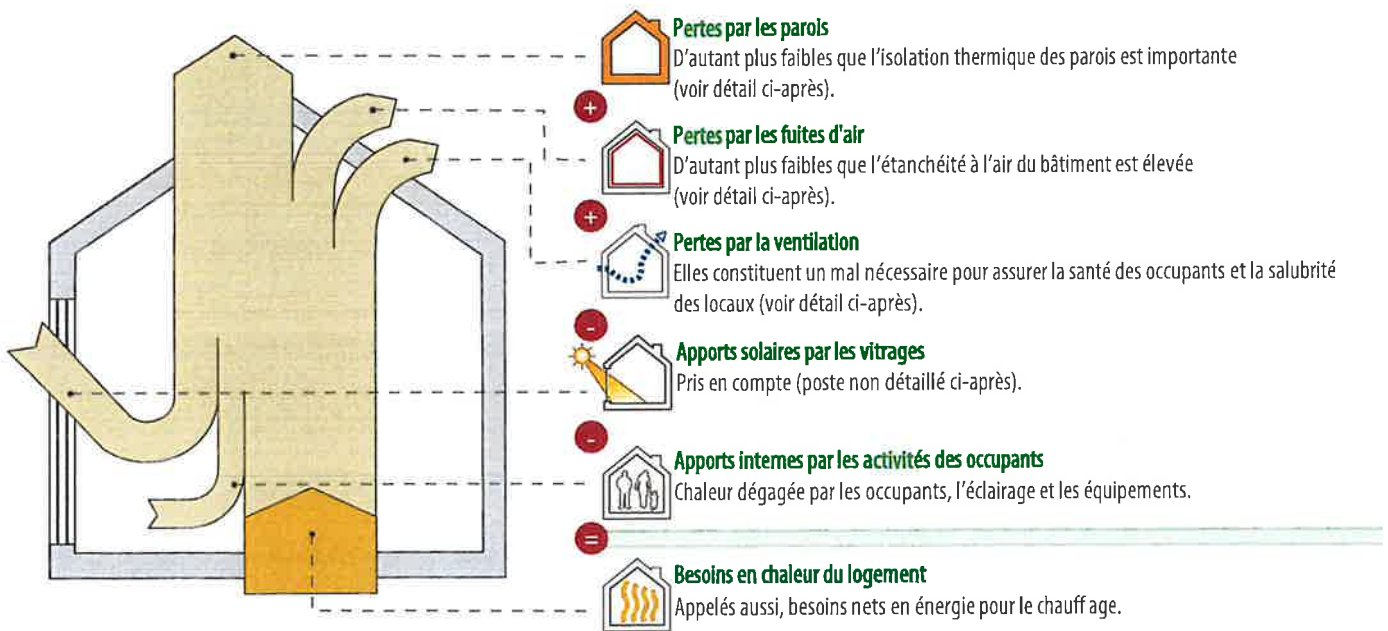 Pertes par les parois
D'autant plus faibles que l'isolation thermique des parois est importante
(voir détail ci-après).
+
Pertes par les fuites d'air
D'autant plus faibles que l'étanchéité à l'air du bâtiment est élevée
(voir détail ci-après).
+
Pertes par la ventilation
Elles constituent un mal nécessaire pour assurer la santé des occupants et la salubrité
des locaux (voir détail ci-après).
-
Apports solaires par les vitrages
Pris en compte (poste non détaillé ci-après).
-
Apports internes par les activités des occupants
Chaleur dégagée par les occupants, l'éclairage et les équipements.
=
Besoins en chaleur du logement
Appelés aussi, besoins nets en énergie pour le chauff age.